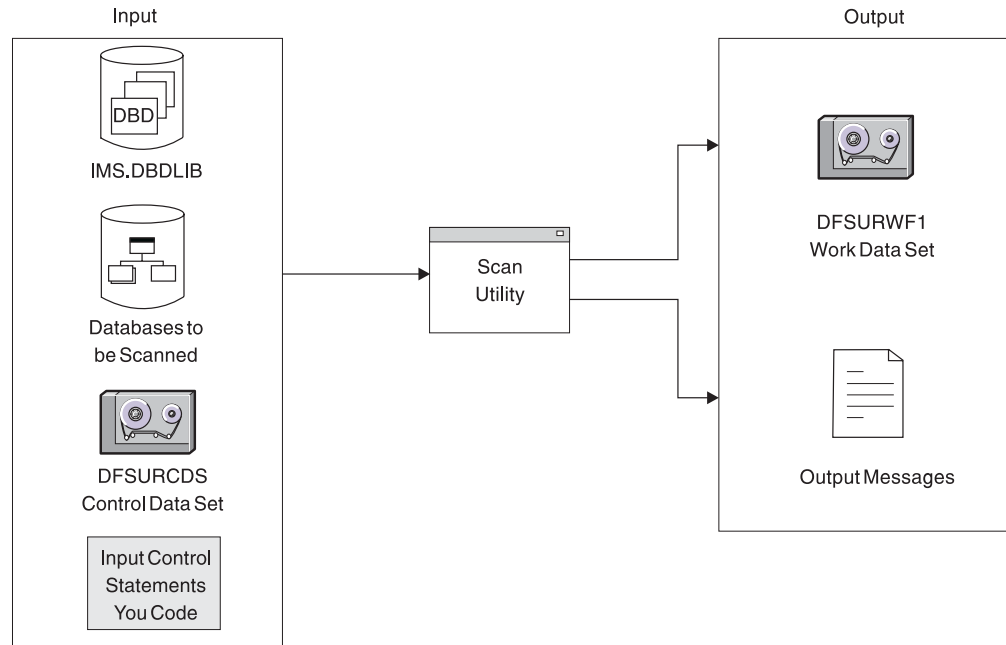 Input
DBD
IMS.DBDLIB
Databases to
be Scanned
DFSURCDS
Control Data Set
Input Control
Statements
You Code
Scan
Utility
Output
DFSURWF1
Work Data Set
Output Messages